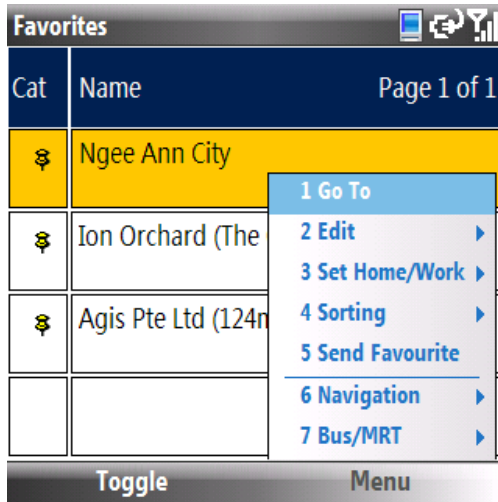 Favorites
Cat Name Page 1 of 1
Ngee Ann City
Ion Orchard (The
Agis Pte Ltd (124
1 Go To
2 Edit
3 Set Home/Work
4 Sorting
5 Send Favourite
6 Navigation
7 Bus/MRT
Toggle Menu